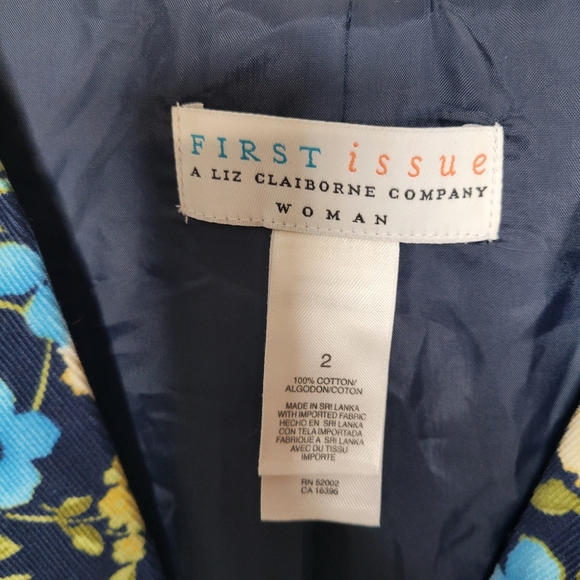 FIRST issue
A LIZ CLAIBORNE COMPANY
WOMAN
2
100% COTTON/
ALGODON/COTON
MADE IN SRI LANKA
WITH IMPORTED FABRIC
HECHO EN SRI LANKA
CON TELA IMPORTADA
FABRIQUE A SRI LANKA
AVEC DU TISSU
IMPORTE
RN 52002
CA 16396